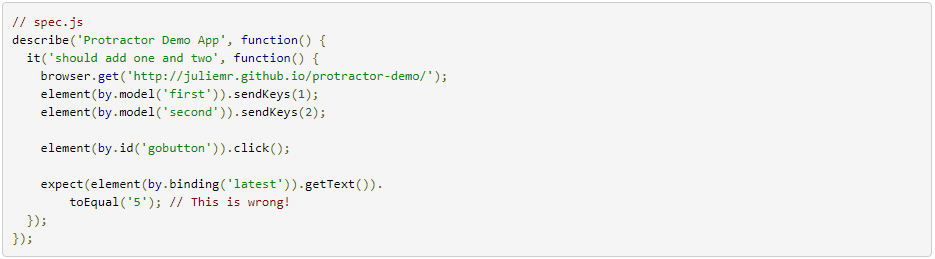 // spec.js
describe('Protractor Demo App', function() {
  it('should add one and two', function() {
    browser.get('http://juliemr.github.io/protractor-demo/');
    element(by.model('first')).sendKeys(1);
    element(by.model('second')).sendKeys(2);

    element(by.id('gobutton')).click();

    expect(element(by.binding('latest')).getText()).
        toEqual('5'); // This is wrong!
  });
});